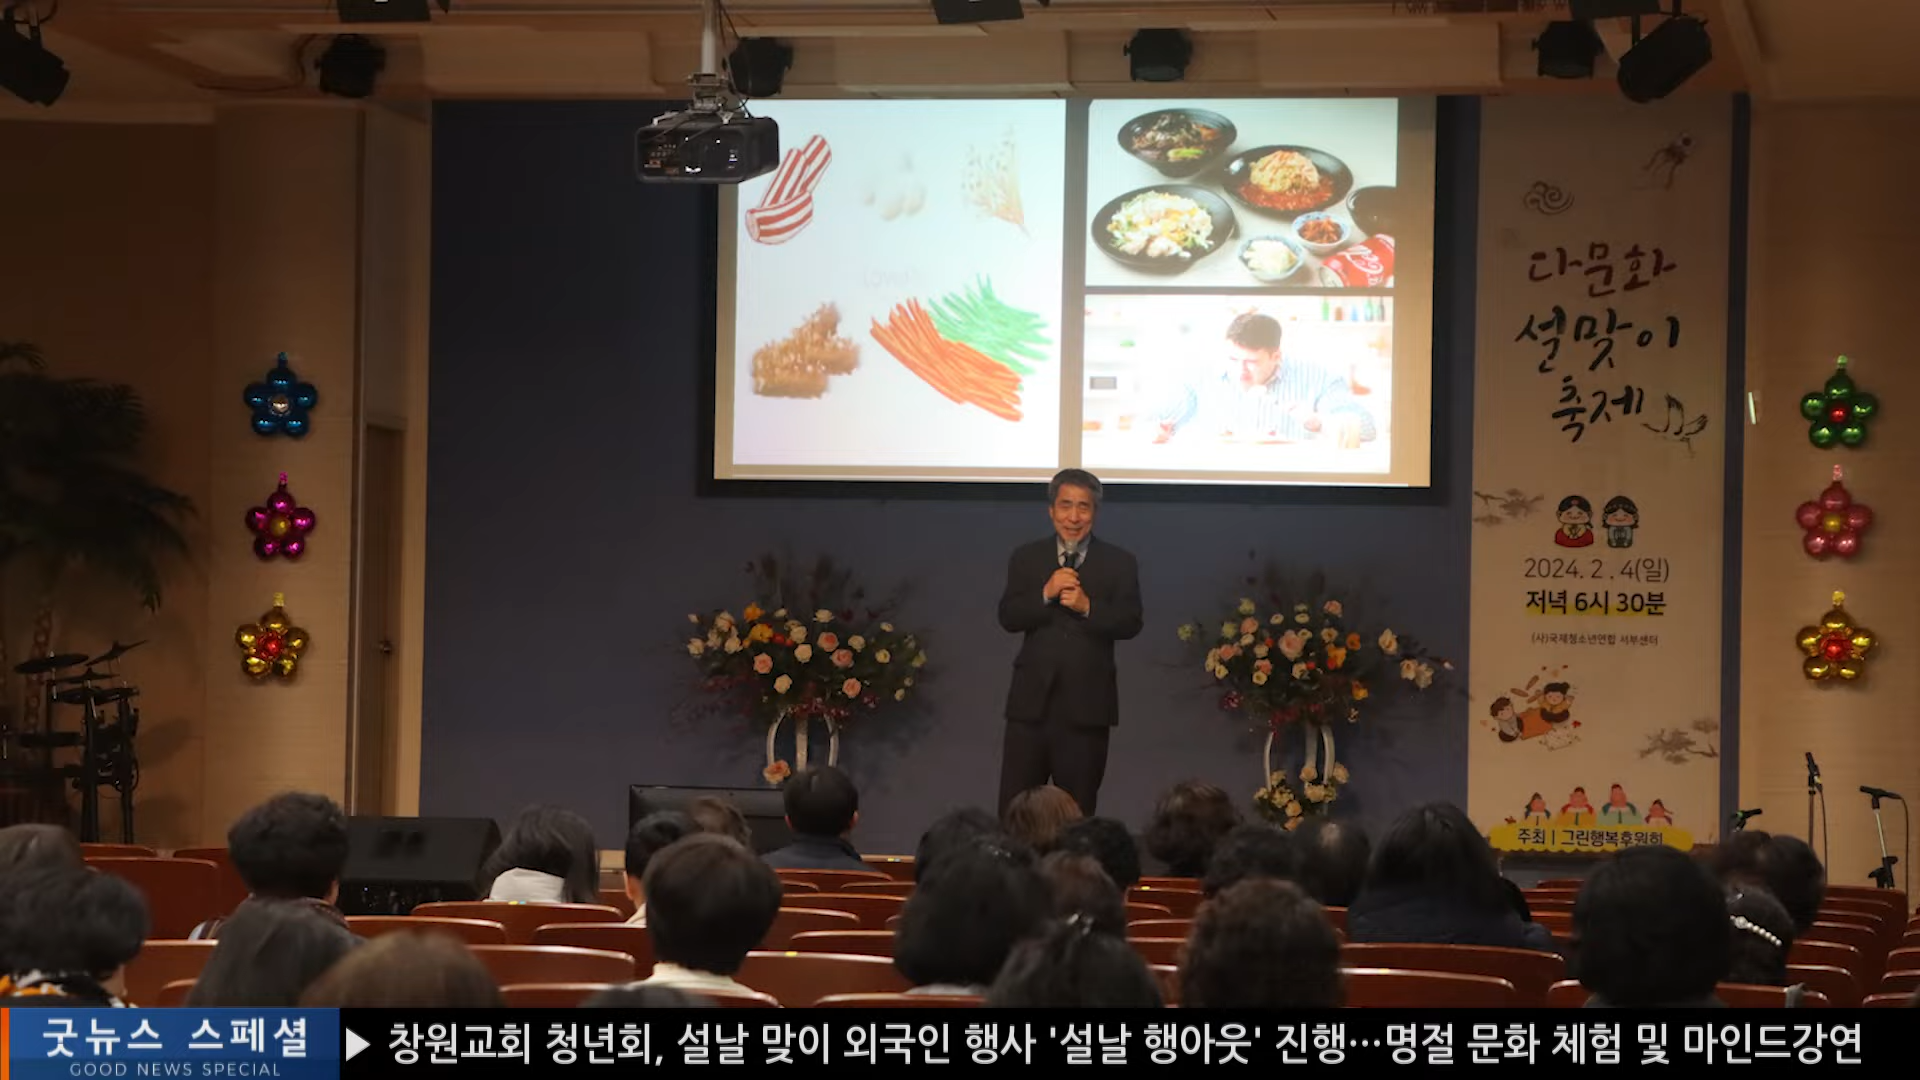 다문화
설맞이
축제
2024. 2. 4(일)
저녁 6시 30분
(사)국제청소년연합 서부센터
주최 | 그린행복후원회
굿뉴스 스페셜
GOOD NEWS SPECIAL
▶ 창원교회 청년회, 설날 맞이 외국인 행사 '설날 행아웃' 진행…명절 문화 체험 및 마인드강연